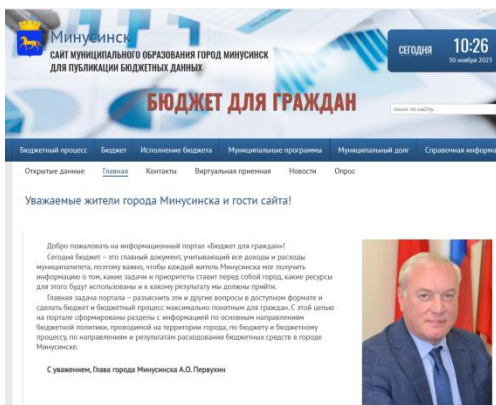 Минусинск
САЙТ МУНИЦИПАЛЬНОГО ОБРАЗОВАНИЯ ГОРОД МИНУСИНСК
ДЛЯ ПУБЛИКАЦИИ БЮДЖЕТНЫХ ДАННЫХ
СЕГОДНЯ 10:26
30 ноября 2023
БЮДЖЕТ ДЛЯ ГРАЖДАН
поиск по сайту...
Бюджетный процесс Бюджет Исполнение бюджета Муниципальные программы Муниципальный долг Справочная информа
Открытые данные Главная Контакты Виртуальная приемная Новости Опрос
Уважаемые жители города Минусинска и гости сайта!
Добро пожаловать на информационный портал «Бюджет для граждан»!
Сегодня бюджет – это главный документ, учитывающий все доходы и расходы
муниципалитета, поэтому важно, чтобы каждый житель Минусинска мог получить
информацию о том, какие задачи и приоритеты ставит перед собой город, какие ресурсы
для этого будут использованы и к какому результату мы должны прийти.
Главная задача портала – разъяснить эти и другие вопросы в доступном формате и
сделать бюджет и бюджетный процесс максимально понятным для граждан. С этой целью
на портале сформированы разделы с информацией по основным направлениям
бюджетной политики, проводимой на территории города, по бюджету и бюджетному
процессу, по направлениям и результатам расходования бюджетных средств в городе
Минусинске.
С уважением, Глава города Минусинска А.О. Первухин